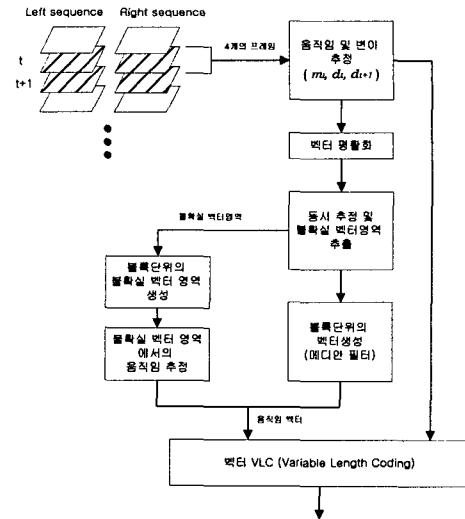 Left sequence
Right sequence
t
t+1
4개의 프레임
움직임 및 변이
추정
( mₜ, dₜ, dₜ₊₁ )
벡터 평활화
동시 추정 및
불확실 벡터영역
추출
불확실 벡터영역
블록단위의
불확실 벡터 영역
생성
불확실 벡터 영역
에서의
움직임 추정
블록단위의
벡터생성
(메디안 필터)
움직임 벡터
벡터 VLC (Variable Length Coding)